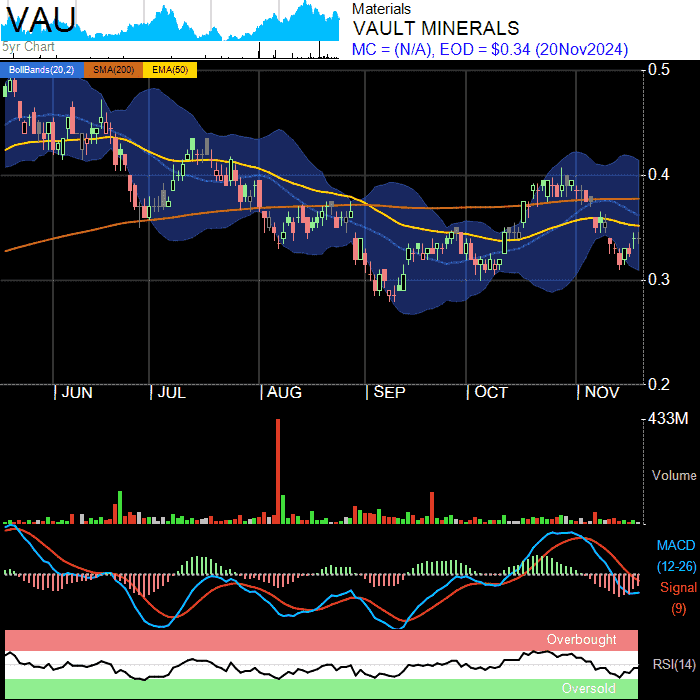 VAU
5yr Chart
Materials
VAULT MINERALS
MC = (N/A), EOD = $0.34 (20Nov2024)
BollBands(20,2) SMA(200) EMA(50)
0.5
0.4
0.3
0.2
JUN JUL AUG SEP OCT NOV
433M
Volume
MACD
(12-26)
Signal
(9)
Overbought
RSI(14)
Oversold